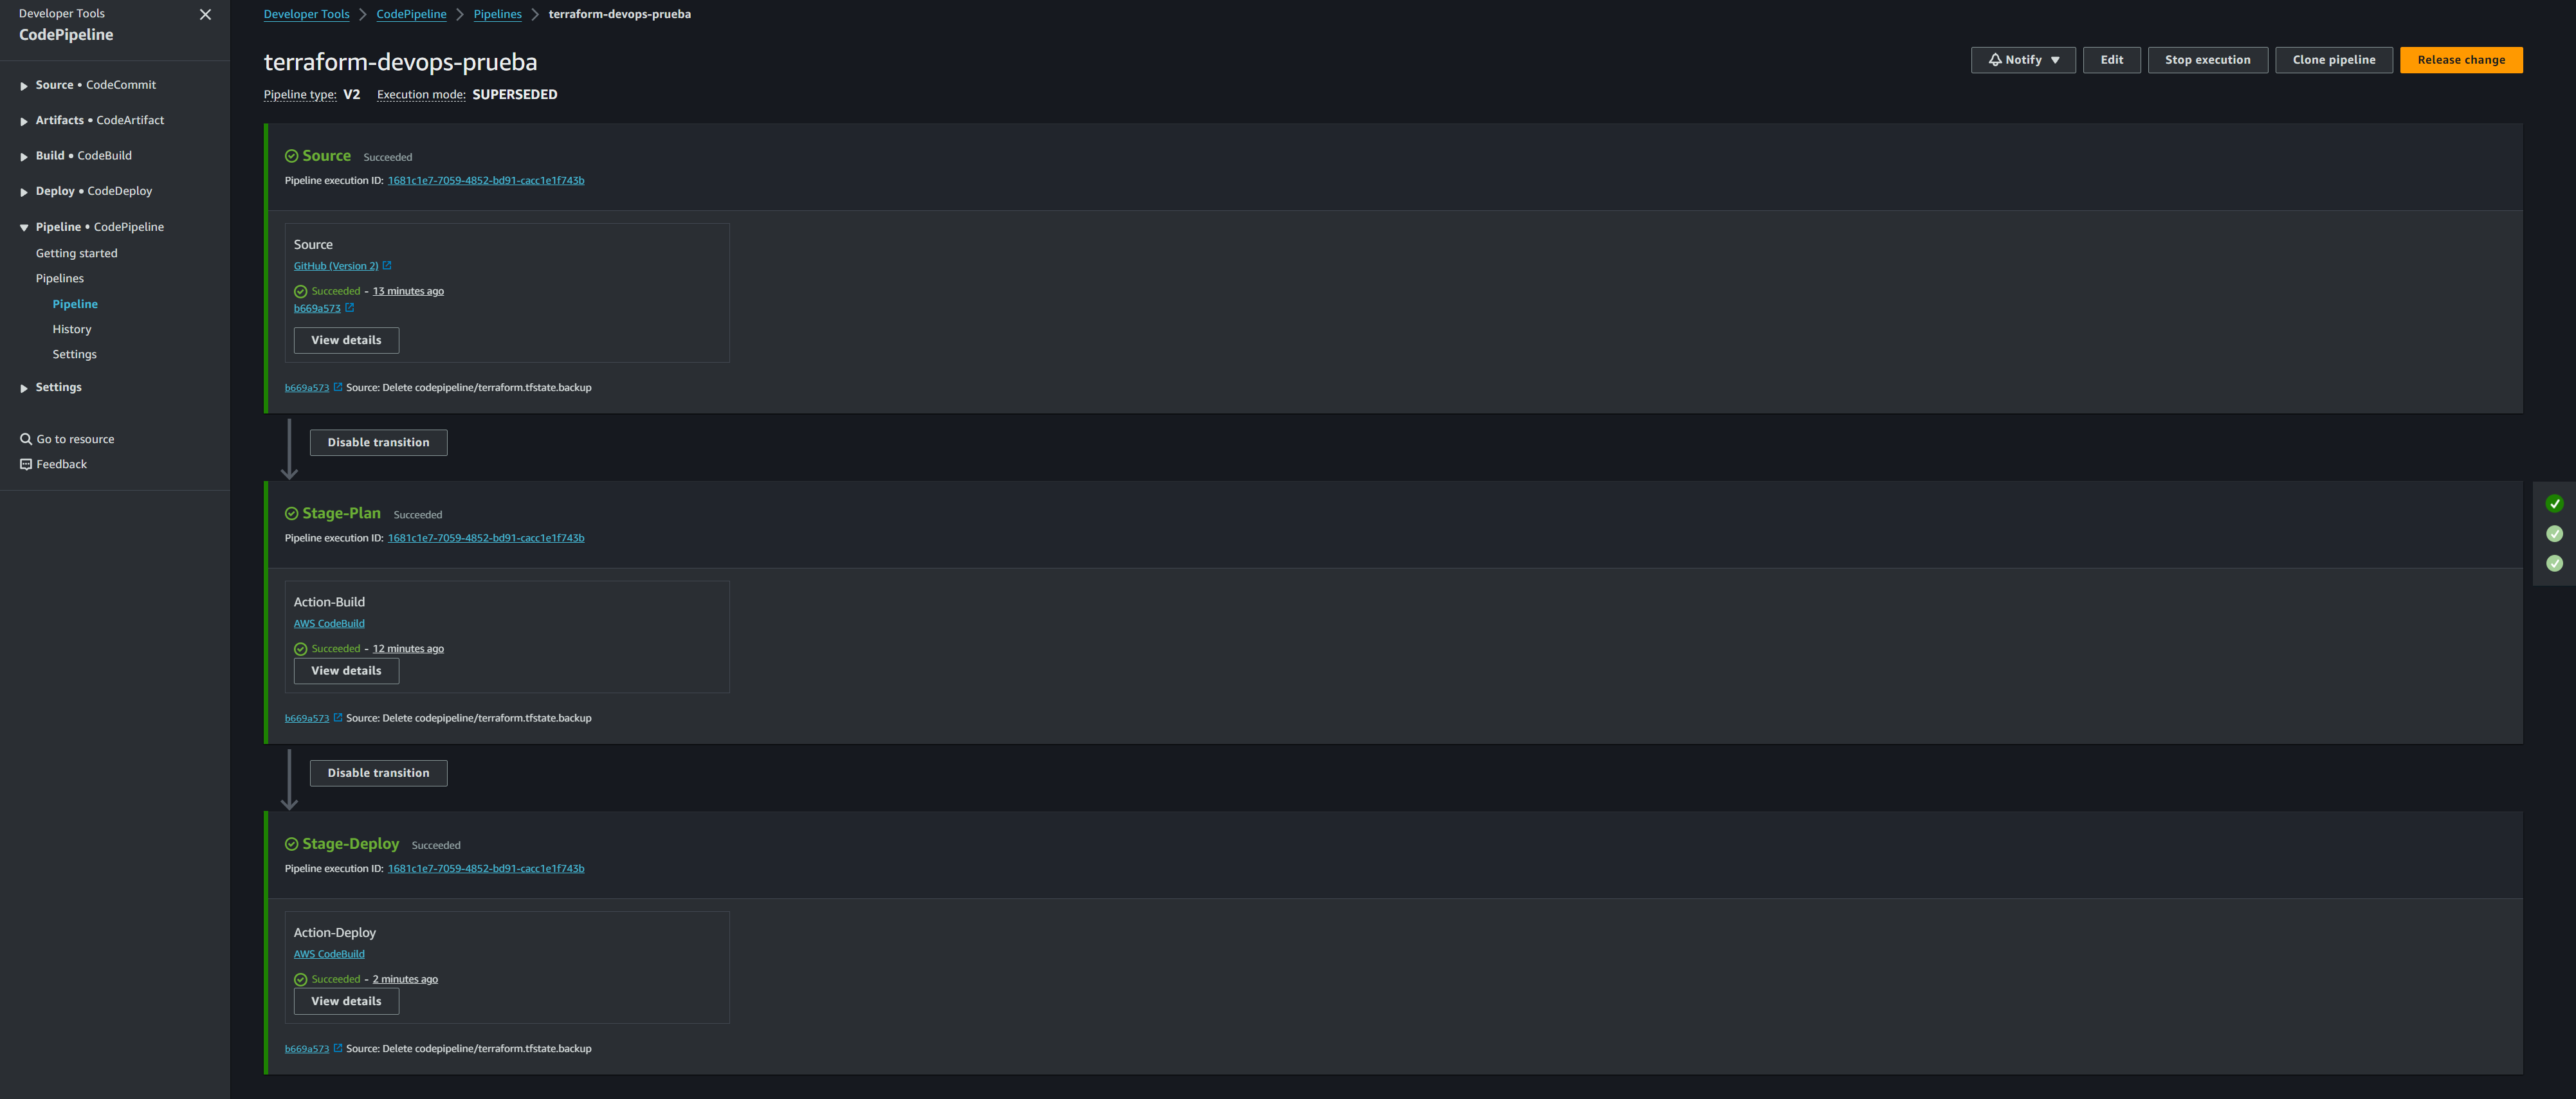 Developer Tools
CodePipeline
Source • CodeCommit
Artifacts • CodeArtifact
Build • CodeBuild
Deploy • CodeDeploy
Pipeline • CodePipeline
Getting started
Pipelines
Pipeline
History
Settings
Settings
Go to resource
Feedback
Developer Tools CodePipeline Pipelines terraform-devops-prueba
terraform-devops-prueba
Notify Edit Stop execution Clone pipeline Release change
Pipeline type: V2 Execution mode: SUPERSEDED
Source Succeeded
Pipeline execution ID: 1681c1e7-7059-4852-bd91-cacc1e1f743b
Source
GitHub (Version 2)
Succeeded - 13 minutes ago
b669a573
View details
b669a573 Source: Delete codepipeline/terraform.tfstate.backup
Disable transition
Stage-Plan Succeeded
Pipeline execution ID: 1681c1e7-7059-4852-bd91-cacc1e1f743b
Action-Build
AWS CodeBuild
Succeeded - 12 minutes ago
View details
b669a573 Source: Delete codepipeline/terraform.tfstate.backup
Disable transition
Stage-Deploy Succeeded
Pipeline execution ID: 1681c1e7-7059-4852-bd91-cacc1e1f743b
Action-Deploy
AWS CodeBuild
Succeeded - 2 minutes ago
View details
b669a573 Source: Delete codepipeline/terraform.tfstate.backup